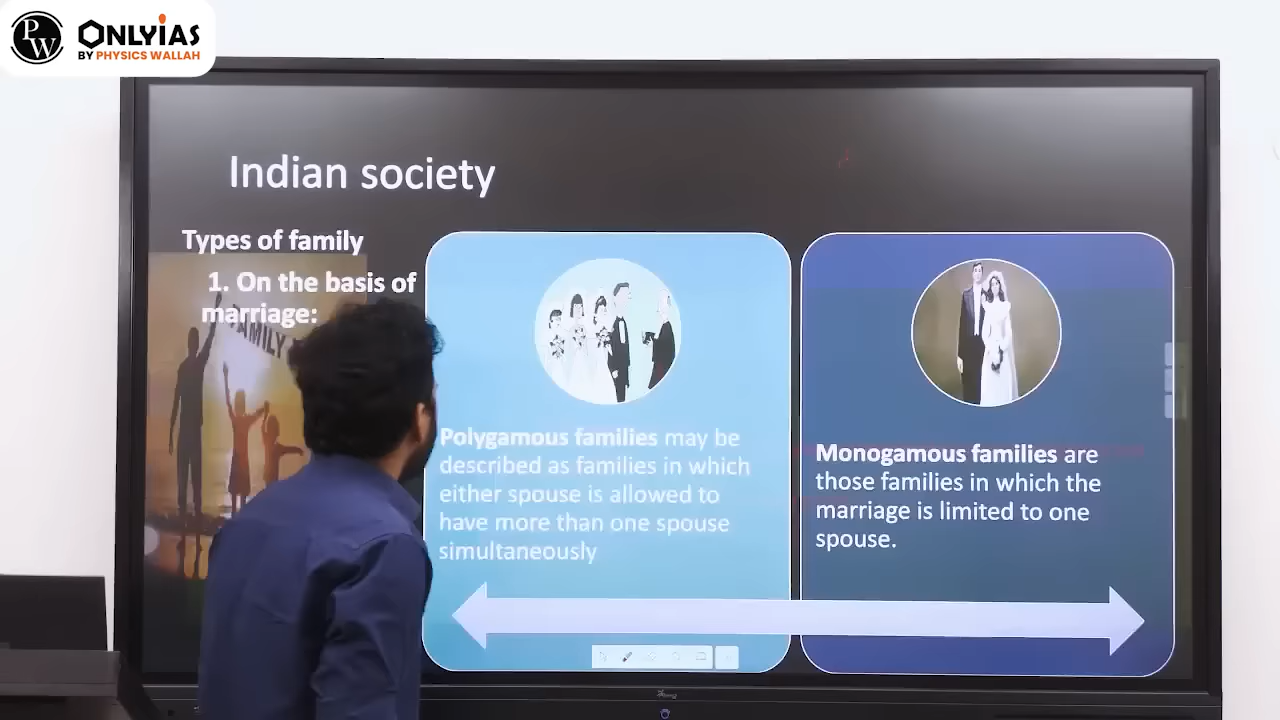 PW
ONLYIAS
BY PHYSICS WALLAH
Indian society
Types of family
1. On the basis of
marriage:
FAMILY
Polygamous families may be
described as families in which
either spouse is allowed to
have more than one spouse
simultaneously
Monogamous families are
those families in which the
marriage is limited to one
spouse.